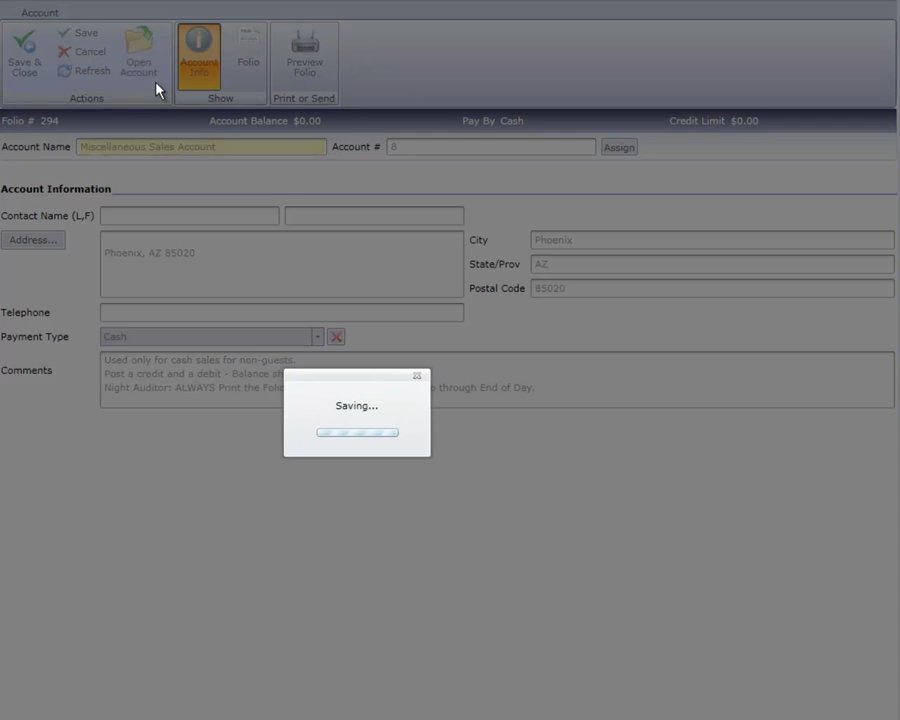 Account
Save & Close
Save
Cancel
Refresh
Open Account
Account Info
Folio
Preview Folio
Actions
Show
Print or Send
Folio # 294
Account Balance $0.00
Pay By Cash
Credit Limit $0.00
Account Name
Miscellaneous Sales Account
Account #
8
Assign
Account Information
Contact Name (L,F)
Address...
Phoenix, AZ 85020
City
Phoenix
State/Prov
AZ
Postal Code
85020
Telephone
Payment Type
Cash
Comments
Used only for cash sales for non-guests.
Post a credit and a debit - Balance
Night Auditor: ALWAYS Print the Folio
through End of Day.
Saving...